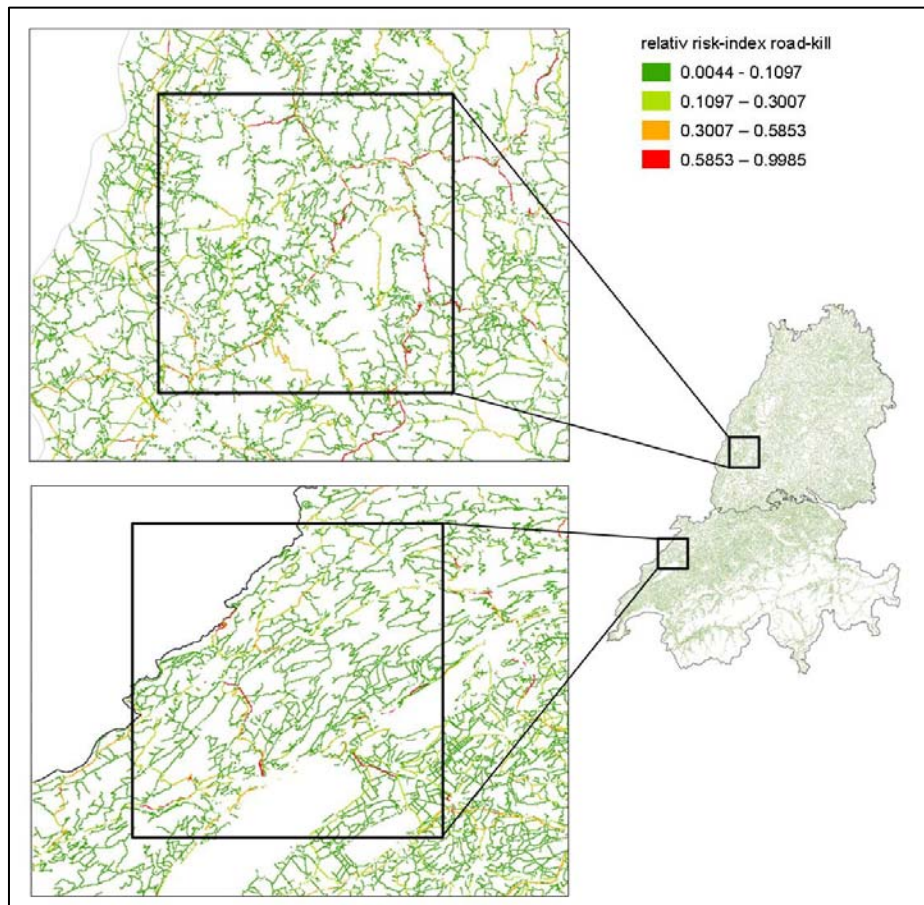 relativ risk-index road-kill
0.0044 - 0.1097
0.1097 – 0.3007
0.3007 – 0.5853
0.5853 – 0.9985